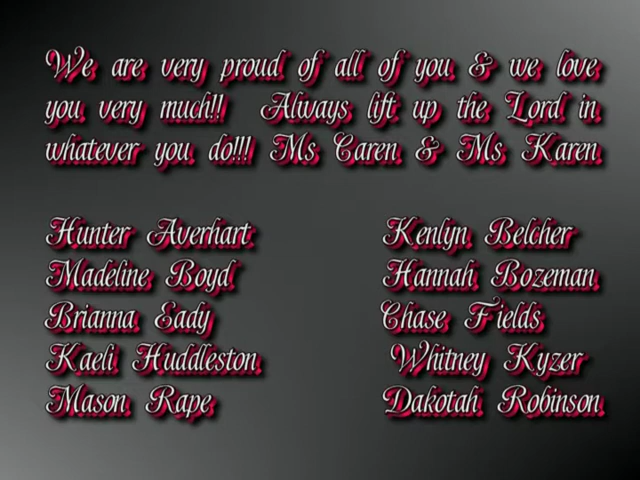 We are very proud of all of you & we love
you very much!! Always lift up the Lord in
whatever you do!!! Ms Caren & Ms Karen
Hunter Averhart
Madeline Boyd
Brianna Eady
Kaeli Huddleston
Mason Rape
Kenlyn Belcher
Hannah Bozeman
Chase Fields
Whitney Kyzer
Dakotah Robinson